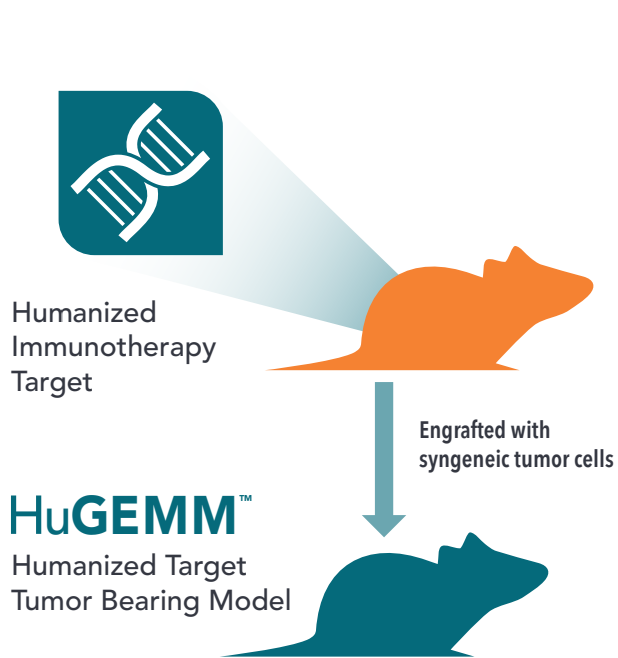 Humanized
Immunotherapy
Target
Engrafted with
syngeneic tumor cells
HuGEMM™
Humanized Target
Tumor Bearing Model